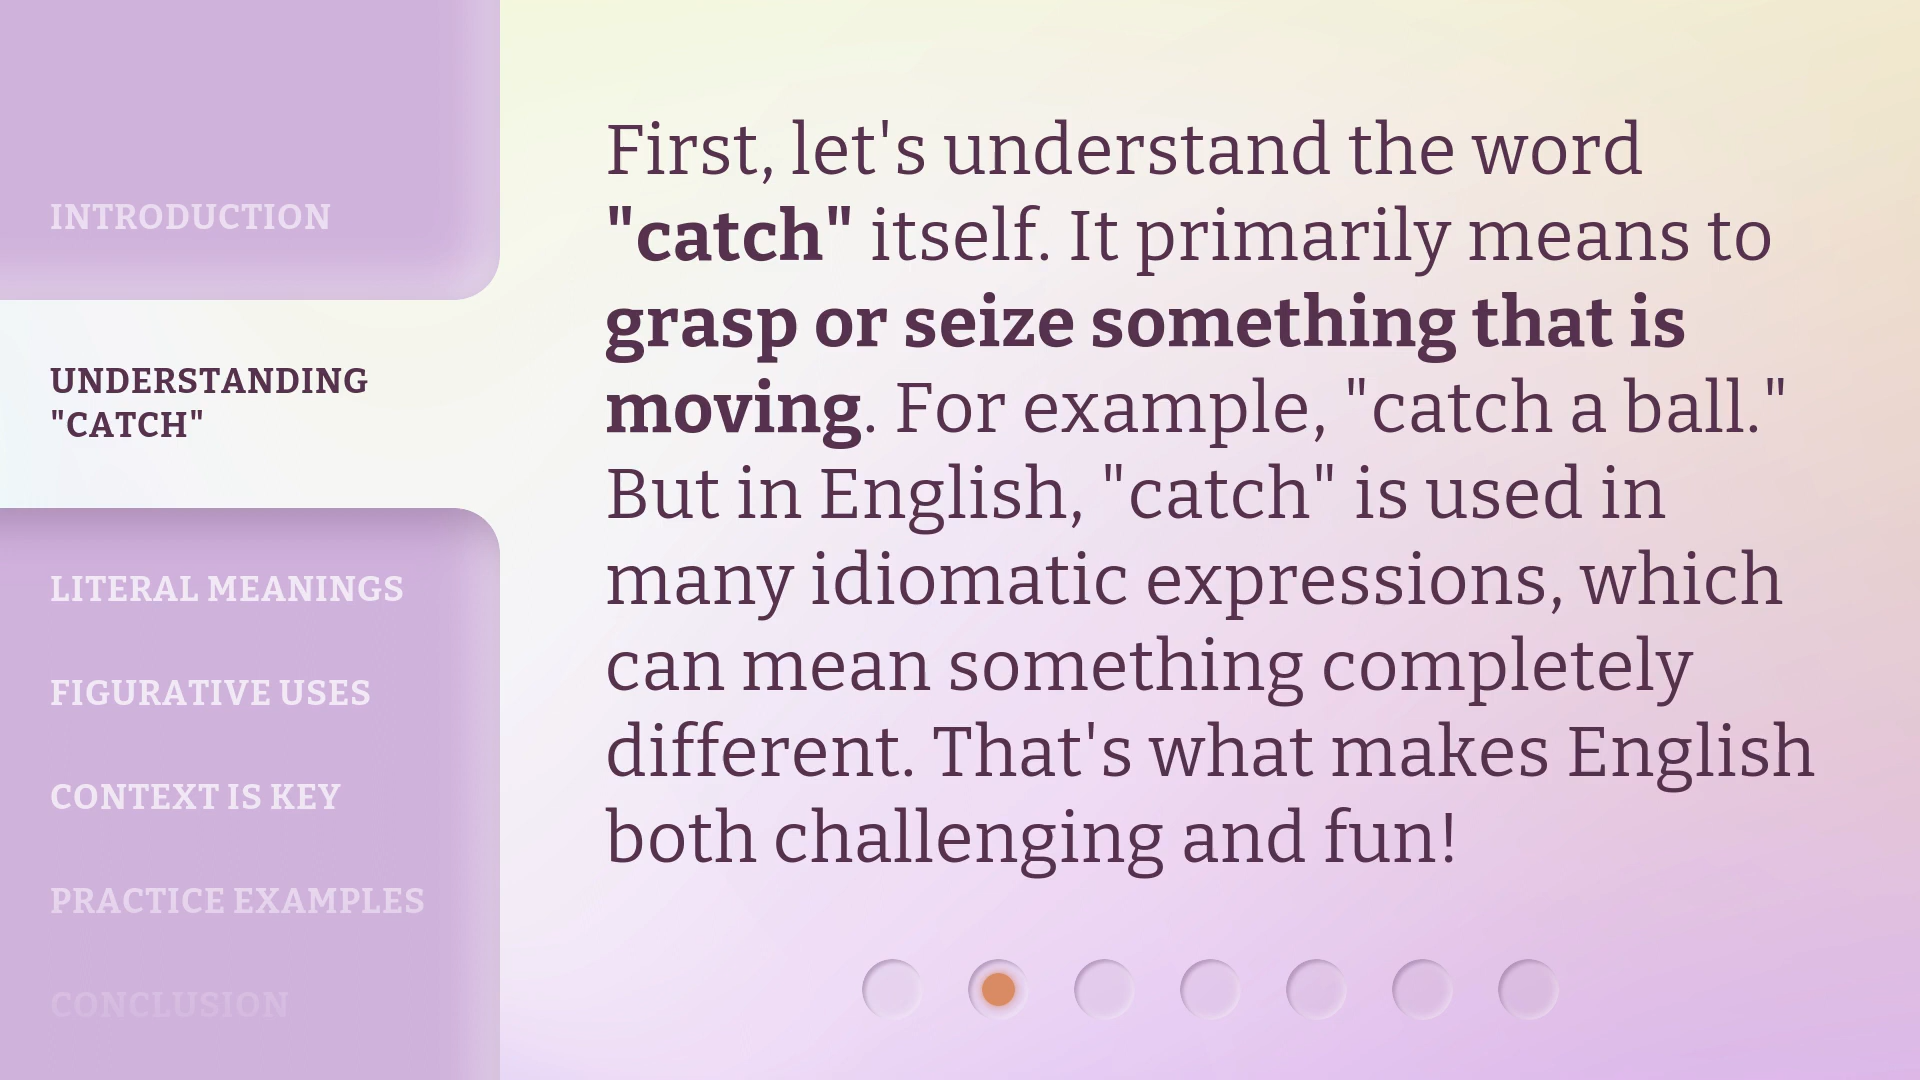 INTRODUCTION
UNDERSTANDING
"CATCH"
LITERAL MEANINGS
FIGURATIVE USES
CONTEXT IS KEY
PRACTICE EXAMPLES
CONCLUSION
First, let's understand the word
"catch" itself. It primarily means to
grasp or seize something that is
moving. For example, "catch a ball."
But in English, "catch" is used in
many idiomatic expressions, which
can mean something completely
different. That's what makes English
both challenging and fun!